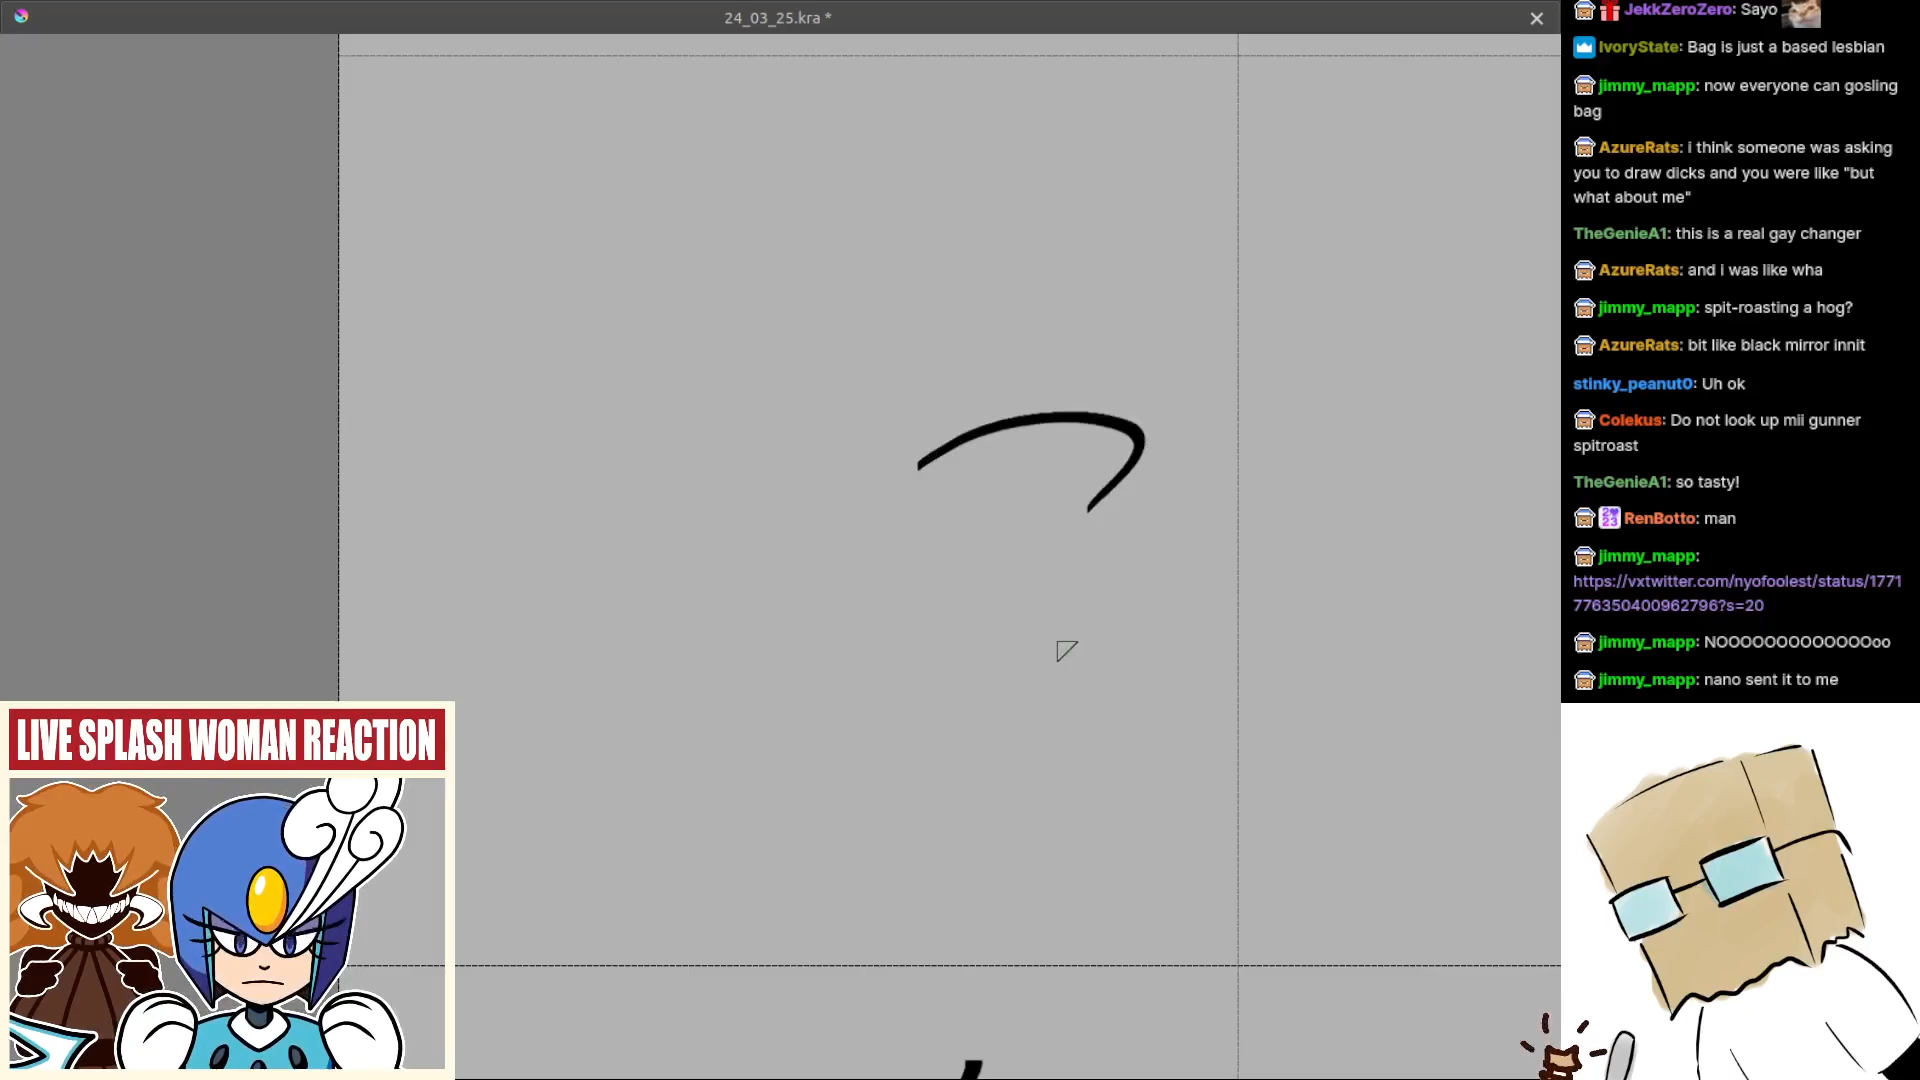 24_03_25.kra *
JekkZeroZero: Sayo
IvoryState: Bag is just a based lesbian
jimmy_mapp: now everyone can gosling
bag
AzureRats: i think someone was asking
you to draw dicks and you were like "but
what about me"
TheGenieA1: this is a real gay changer
AzureRats: and i was like wha
jimmy_mapp: spit-roasting a hog?
AzureRats: bit like black mirror innit
stinky_peanut0: Uh ok
Colekus: Do not look up mii gunner
spitroast
TheGenieA1: so tasty!
RenBotto: man
jimmy_mapp:
https://vxtwitter.com/nyofoolest/status/1771
776350400962796?s=20
jimmy_mapp: NOOOOOOOOOOOOOoo
jimmy_mapp: nano sent it to me
LIVE SPLASH WOMAN REACTION